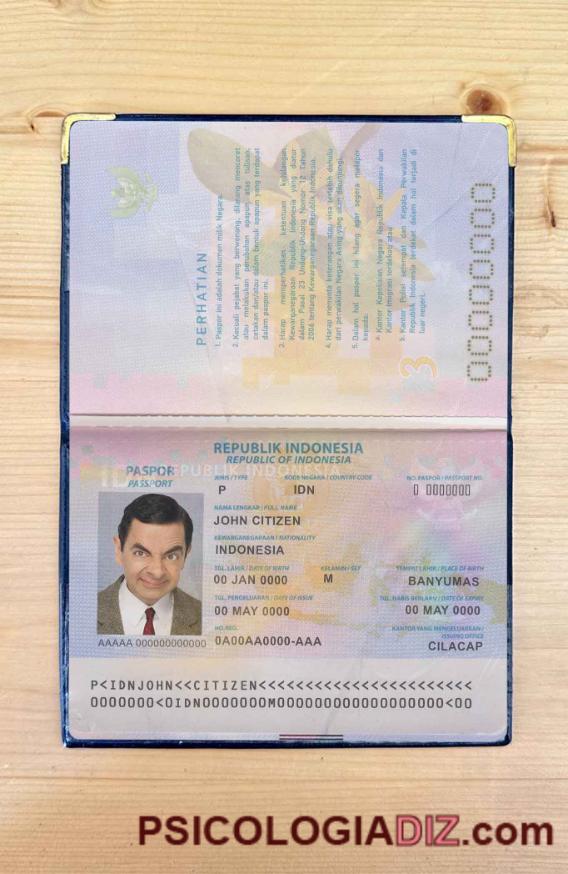 PERHATIAN
1. Paspor ini adalah dokumen milik Negara.
2. Kecuali pejabat yang berwenang, dilarang mencoret
atau melakukan perubahan apapun atas tulisan,
cetakan dan/atau dalam bentuk apapun yang terdapat
dalam paspor ini.
3. Harap memperhatikan ketentuan kehilangan
Kewarganegaraan Republik Indonesia yang diatur
dalam Pasal 23 Undang-Undang Nomor 12 Tahun
2006 tentang Kewarganegaraan Republik Indonesia.
4. Harap meminta keterangan atau visa terlebih dahulu
dari perwakilan Negara Asing yang akan dikunjungi.
5. Dalam hal paspor ini hilang agar segera melapor
kepada:
Kantor Kepolisian Negara Republik Indonesia dan
Kantor Imigrasi terdekat atau
Kantor Polisi setempat dan Kepala Perwakilan
Republik Indonesia terdekat dalam hal terjadi di
luar negeri.
3
00000000
REPUBLIK INDONESIA
REPUBLIC OF INDONESIA
PASPOR
PASSPORT
JENIS / TYPE KODE NEGARA / COUNTRY CODE NO. PASPOR / PASSPORT NO.
P IDN 0 0000000
NAMA LENGKAP / FULL NAME
JOHN CITIZEN
KEWARGANEGARAAN / NATIONALITY
INDONESIA
TGL. LAHIR / DATE OF BIRTH KELAMIN / SEX TEMPAT LAHIR / PLACE OF BIRTH
00 JAN 0000 M BANYUMAS
TGL. PENGELUARAN / DATE OF ISSUE TGL. HABIS BERLAKU / DATE OF EXPIRY
00 MAY 0000 00 MAY 0000
NO. REG. KANTOR YANG MENGELUARKAN /
ISSUING OFFICE
AAAAA 000000000000 0A00AA0000-AAA CILACAP
P<IDNJOHN<<CITIZEN<<<<<<<<<<<<<<<<<<<<<<<<
0000000<0IDN0000000M00000000000000000000<00
PSICOLOGIADIZ.com